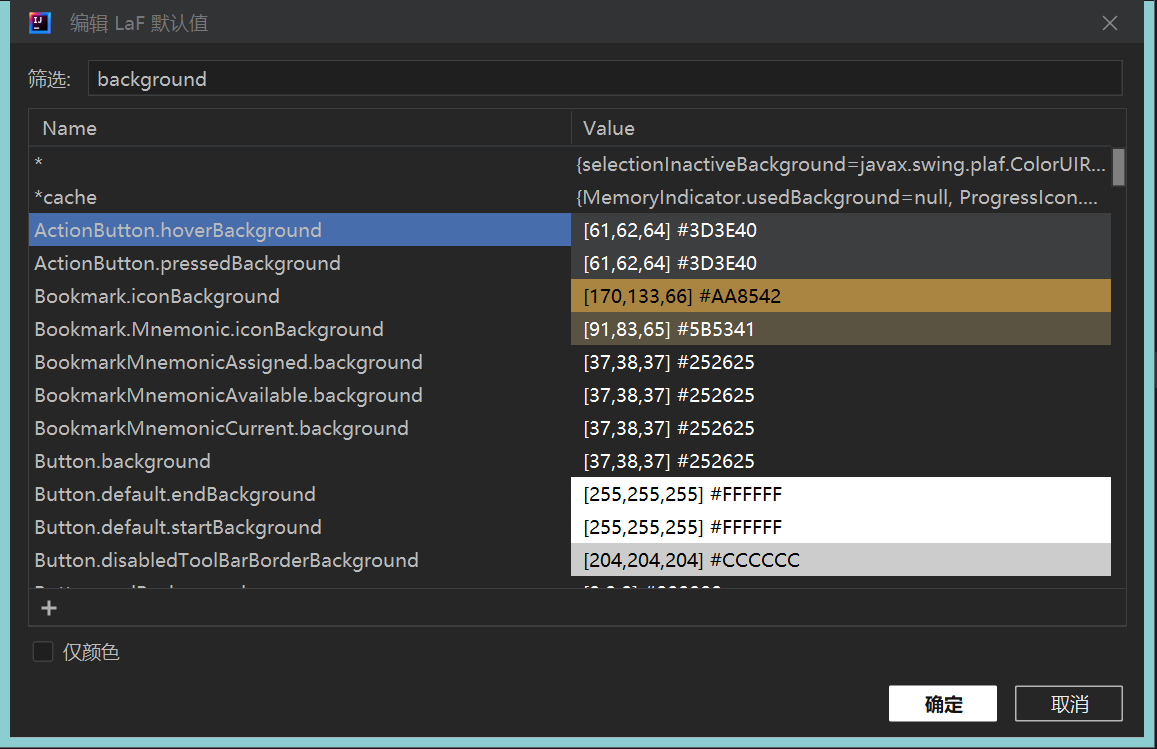 编辑 LaF 默认值
筛选: background
Name Value
* {selectionInactiveBackground=javax.swing.plaf.ColorUIR...
*cache {MemoryIndicator.usedBackground=null, ProgressIcon....
ActionButton.hoverBackground [61,62,64] #3D3E40
ActionButton.pressedBackground [61,62,64] #3D3E40
Bookmark.iconBackground [170,133,66] #AA8542
Bookmark.Mnemonic.iconBackground [91,83,65] #5B5341
BookmarkMnemonicAssigned.background [37,38,37] #252625
BookmarkMnemonicAvailable.background [37,38,37] #252625
BookmarkMnemonicCurrent.background [37,38,37] #252625
Button.background [37,38,37] #252625
Button.default.endBackground [255,255,255] #FFFFFF
Button.default.startBackground [255,255,255] #FFFFFF
Button.disabledToolBarBorderBackground [204,204,204] #CCCCCC
仅颜色
确定 取消